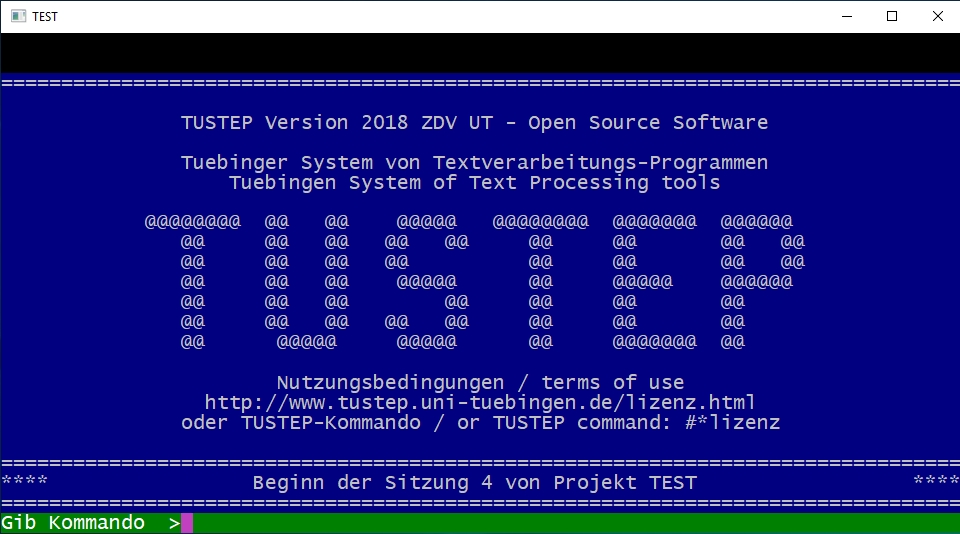 TEST
================================================================================
TUSTEP Version 2018 ZDV UT - Open Source Software
Tuebinger System von Textverarbeitungs-Programmen
Tuebingen System of Text Processing tools
@@@@@@@@  @@   @@    @@@@@   @@@@@@@@  @@@@@@@  @@@@@@
   @@     @@   @@   @@   @@     @@     @@       @@   @@
   @@     @@   @@   @@          @@     @@       @@   @@
   @@     @@   @@    @@@@@      @@     @@@@@    @@@@@@
   @@     @@   @@        @@     @@     @@       @@
   @@     @@   @@   @@   @@     @@     @@       @@
   @@      @@@@@     @@@@@      @@     @@@@@@@  @@
Nutzungsbedingungen / terms of use
http://www.tustep.uni-tuebingen.de/lizenz.html
oder TUSTEP-Kommando / or TUSTEP command: #*lizenz
================================================================================
****                 Beginn der Sitzung 4 von Projekt TEST                  ****
================================================================================
Gib Kommando  >